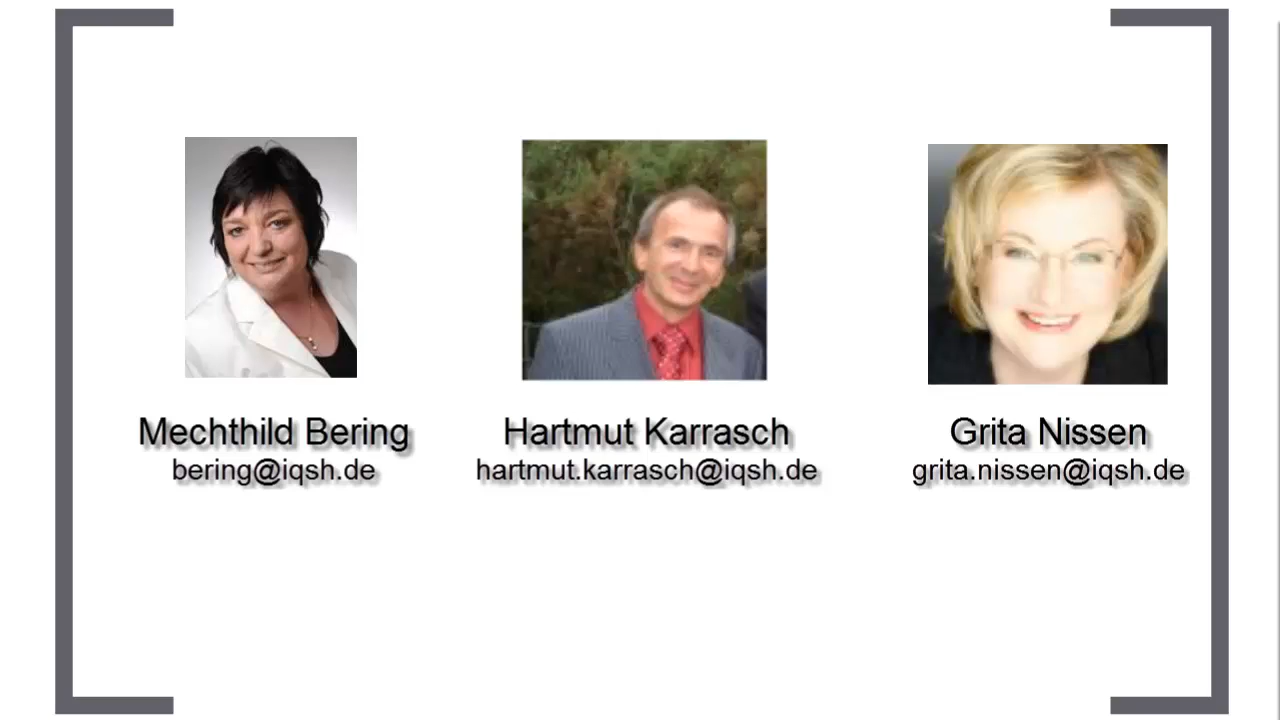 Mechthild Bering
bering@iqsh.de
Hartmut Karrasch
hartmut.karrasch@iqsh.de
Grita Nissen
grita.nissen@iqsh.de